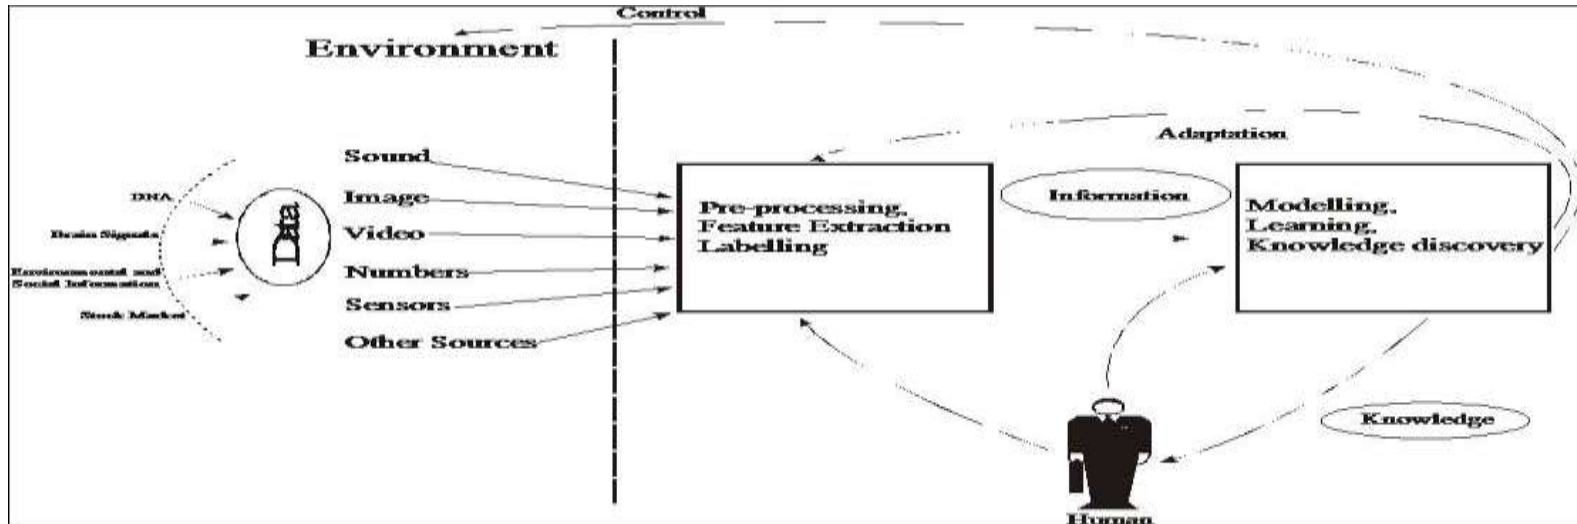 Control
Environment
Adaptation
Sound
DNA
Image
Data
Brain Signals
Video
Environmental and
Social Information
Numbers
Stock Market
Sensors
Other Sources
Pre-processing,
Feature Extraction
Labelling
Information
Modelling,
Learning,
Knowledge discovery
Knowledge
Human